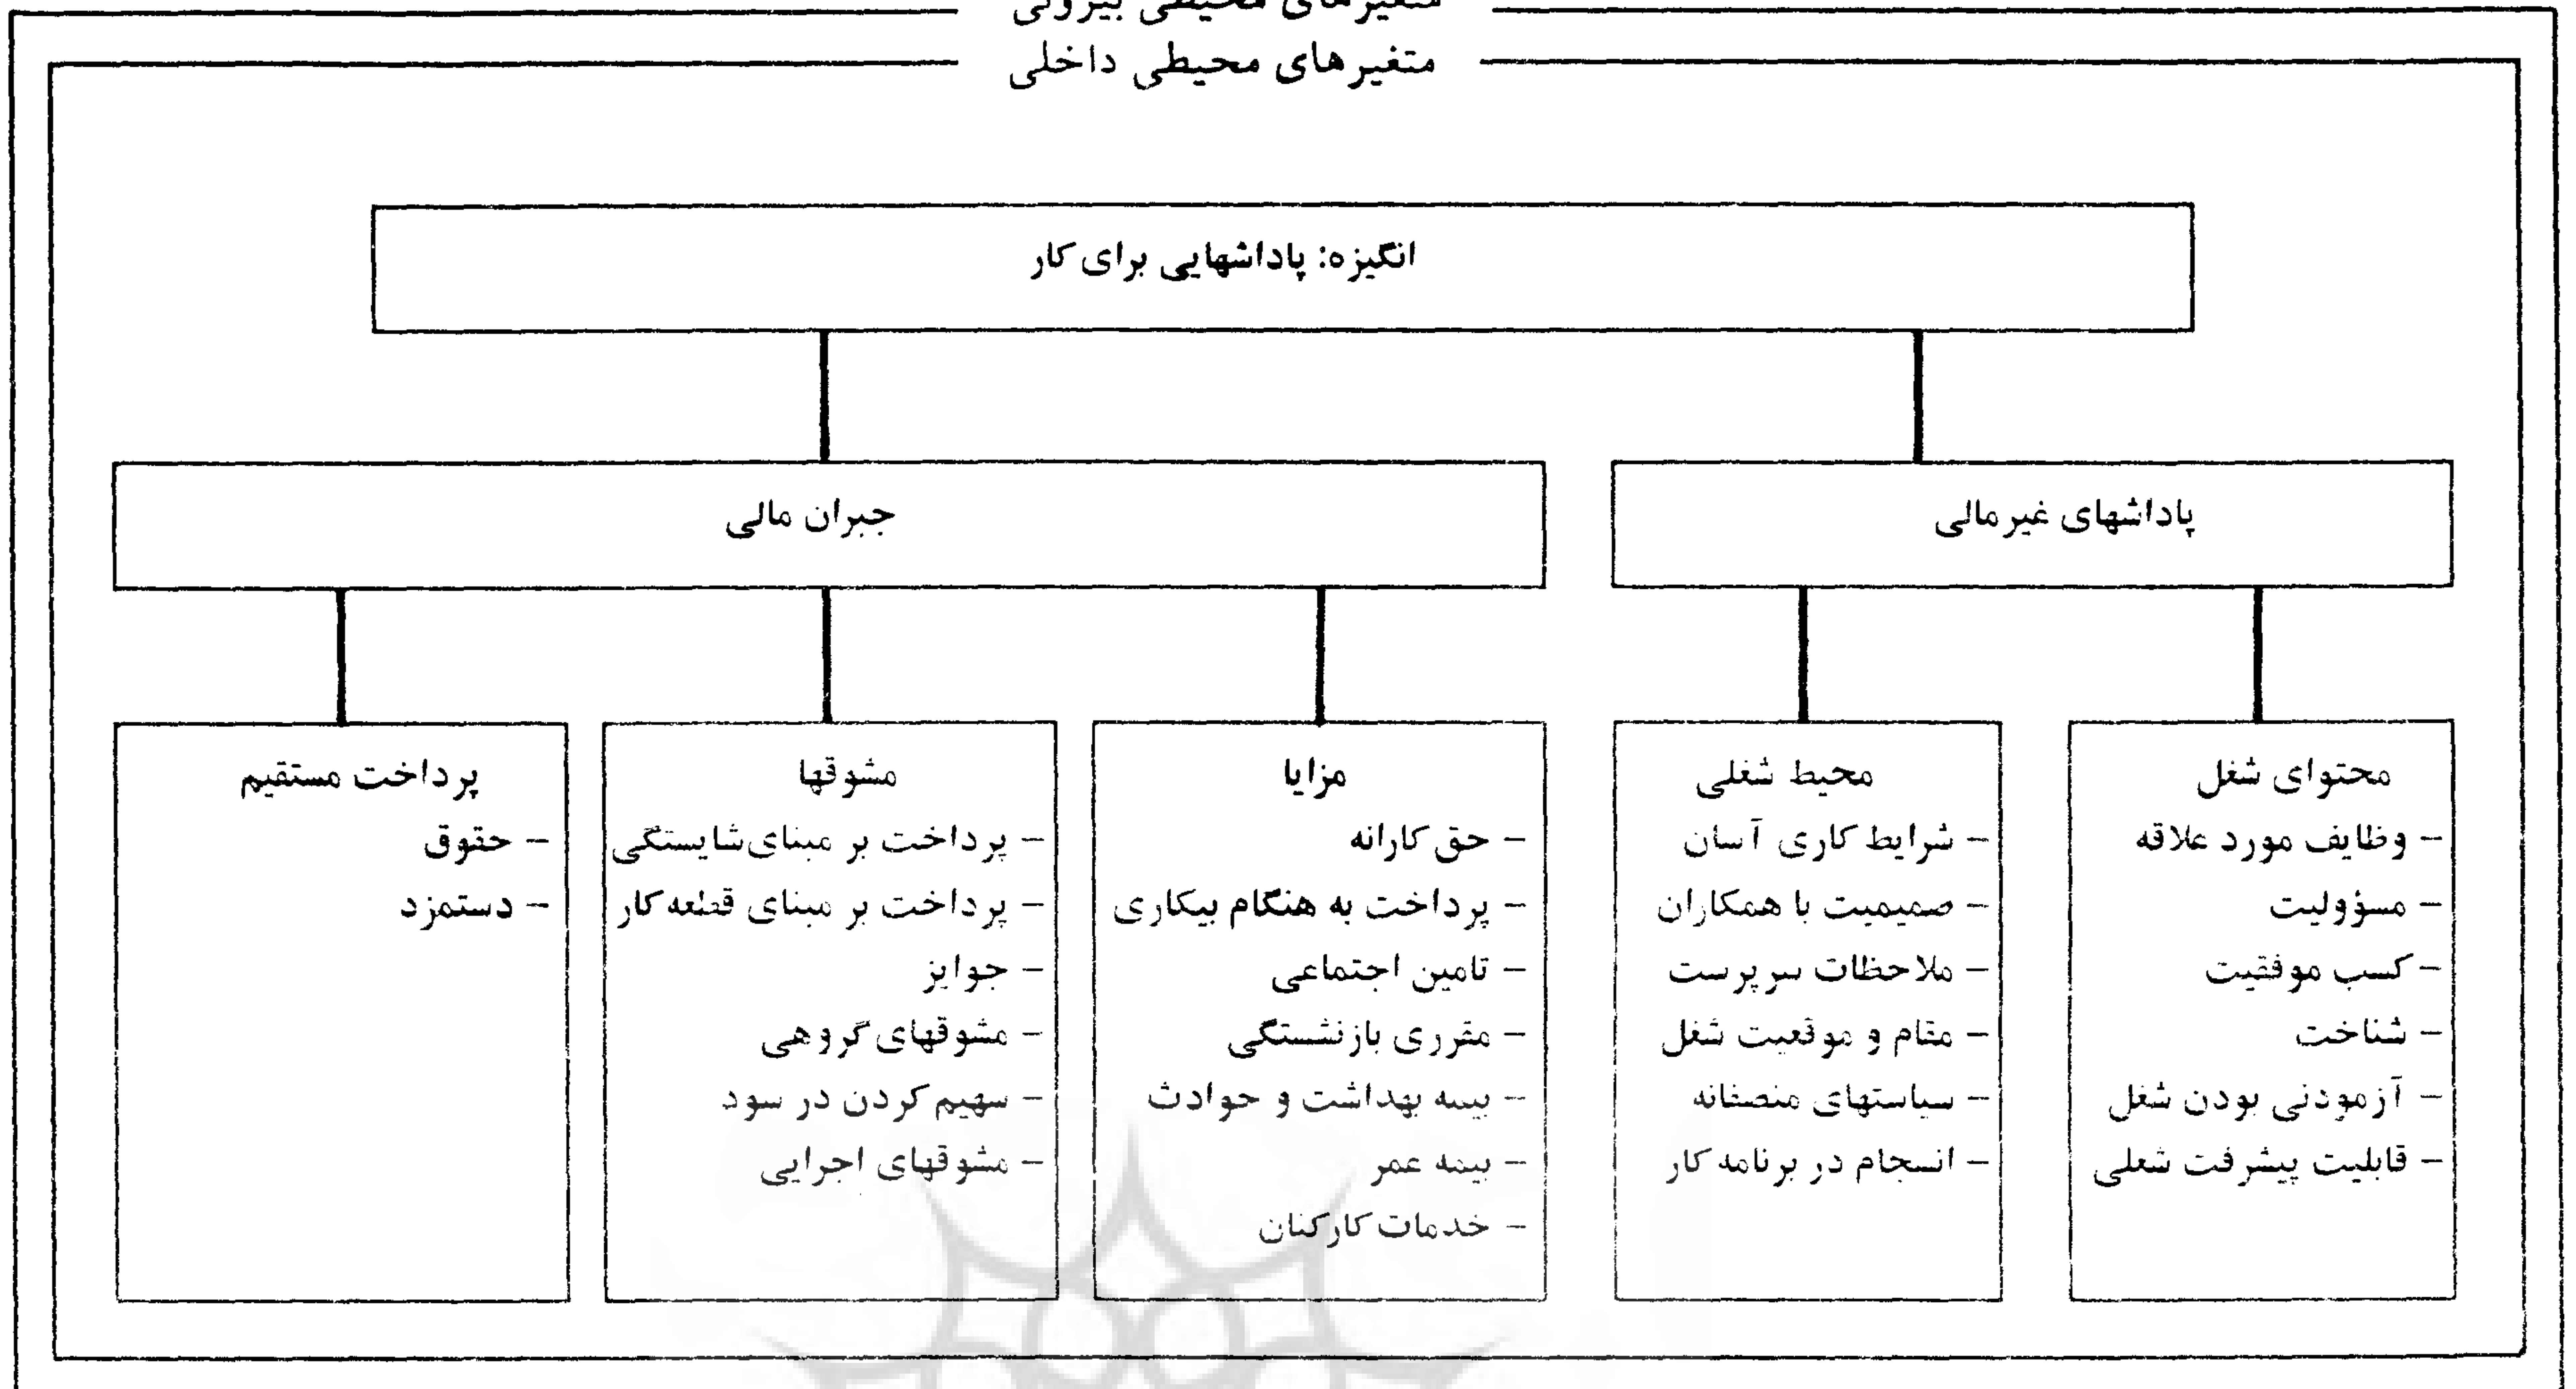 متغیرهای محیطی بیرونی
متغیرهای محیطی داخلی
انگیزه: پاداشهایی برای کار
پاداشهای غیرمالی
جبران مالی
محتوای شغل
– وظایف مورد علاقه
– مسؤولیت
– کسب موفقیت
– شناخت
– آزمودنی بودن شغل
– قابلیت پیشرفت شغلی
محیط شغلی
– شرایط کاری آسان
– صمیمیت با همکاران
– ملاحظات سرپرست
– مقام و موقعیت شغل
– سیاستهای منصفانه
– انسجام در برنامه کار
مزایا
– حق کارانه
– پرداخت به هنگام بیکاری
– تامین اجتماعی
– مقرری بازنشستگی
– بیمه بهداشت و حوادث
– بیمه عمر
– خدمات کارکنان
مشوقها
– پرداخت بر مبنای شایستگی
– پرداخت بر مبنای قطعه کار
– جوایز
– مشوقهای گروهی
– سهیم کردن در سود
– مشوقهای اجرایی
پرداخت مستقیم
– حقوق
– دستمزد